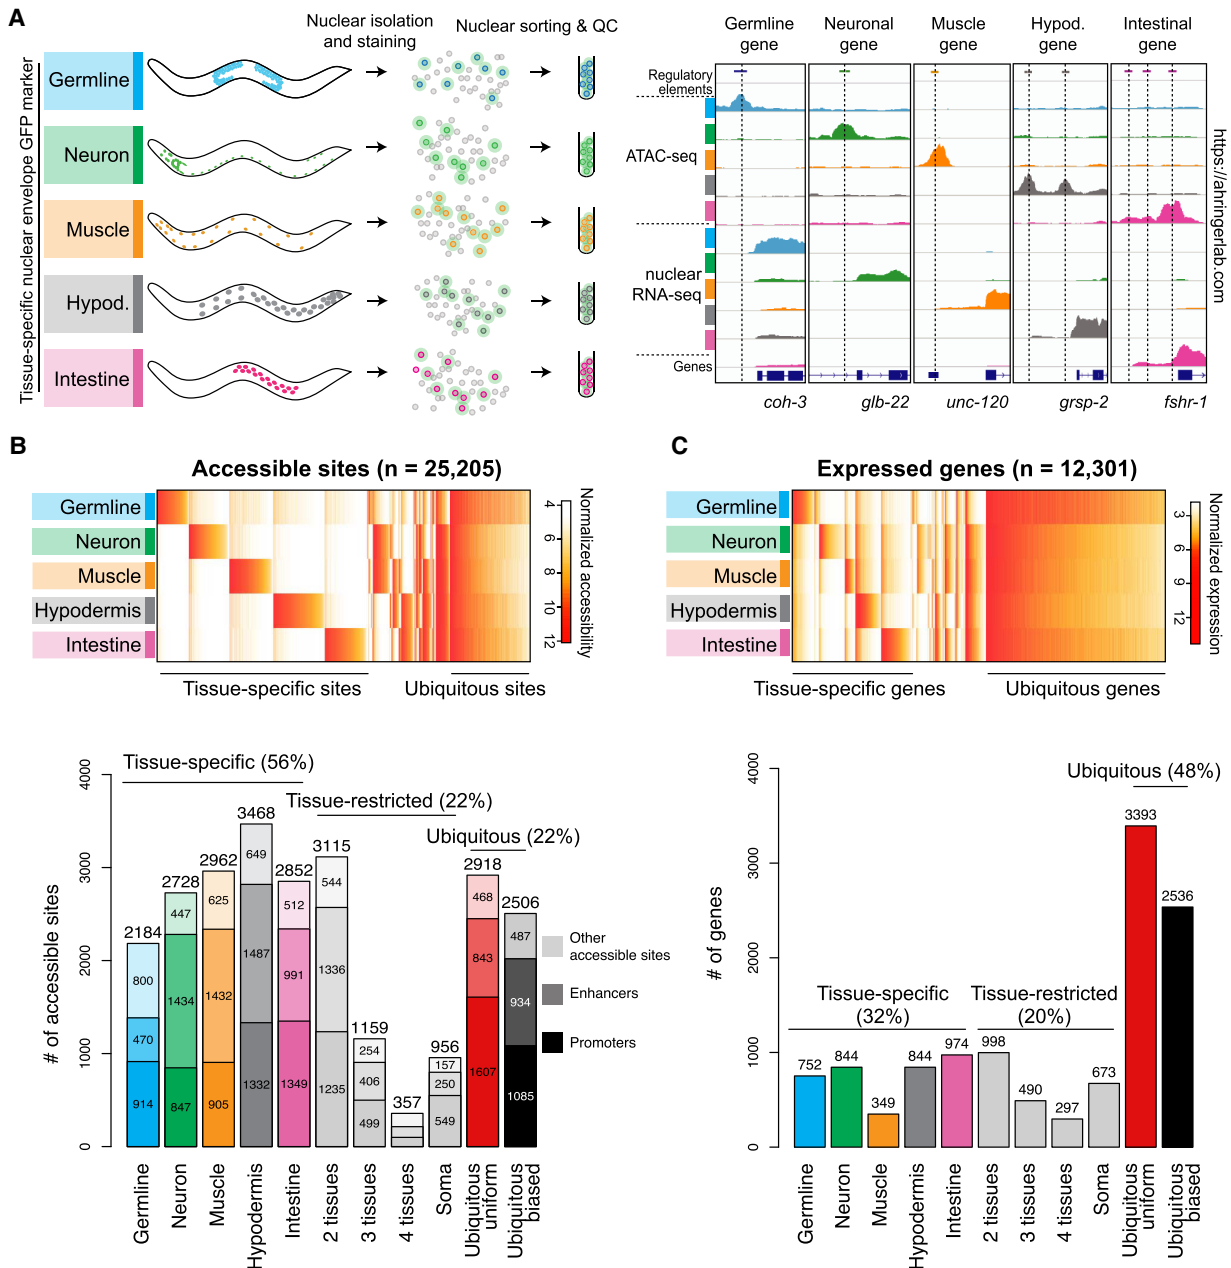 A
Nuclear isolation
and staining
Nuclear sorting & QC
Tissue-specific nuclear envelope GFP marker
Germline
Neuron
Muscle
Hypod.
Intestine
Germline
gene
Neuronal
gene
Muscle
gene
Hypod.
gene
Intestinal
gene
Regulatory
elements
ATAC-seq
nuclear
RNA-seq
Genes
coh-3
glb-22
unc-120
grsp-2
fshr-1
https://ahringerlab.com
B
Accessible sites (n = 25,205)
Germline
Neuron
Muscle
Hypodermis
Intestine
4
6
8
10
12
Normalized accessibility
Tissue-specific sites
Ubiquitous sites
Tissue-specific (56%)
Tissue-restricted (22%)
Ubiquitous (22%)
# of accessible sites
4000
3000
2000
1000
0
2184
800
470
914
2728
447
1434
847
2962
625
1432
905
3468
649
1487
1332
2852
512
991
1349
3115
544
1336
1235
1159
254
406
499
357
956
157
250
549
2918
468
843
1607
2506
487
934
1085
Other
accessible sites
Enhancers
Promoters
Germline
Neuron
Muscle
Hypodermis
Intestine
2 tissues
3 tissues
4 tissues
Soma
Ubiquitous
uniform
Ubiquitous
biased
C
Expressed genes (n = 12,301)
Germline
Neuron
Muscle
Hypodermis
Intestine
3
6
9
12
Normalized expression
Tissue-specific genes
Ubiquitous genes
# of genes
4000
3000
2000
1000
0
Tissue-specific
(32%)
Tissue-restricted
(20%)
Ubiquitous (48%)
752
844
349
844
974
998
490
297
673
3393
2536
Germline
Neuron
Muscle
Hypodermis
Intestine
2 tissues
3 tissues
4 tissues
Soma
Ubiquitous
uniform
Ubiquitous
biased